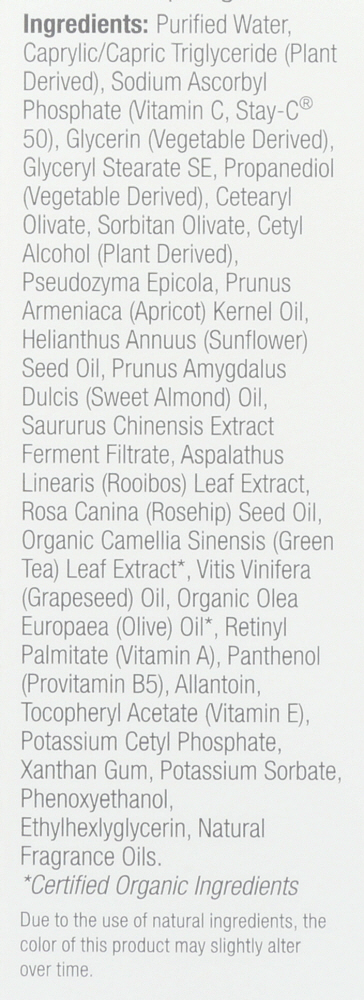 Ingredients: Purified Water,
Caprylic/Capric Triglyceride (Plant
Derived), Sodium Ascorbyl
Phosphate (Vitamin C, Stay-C®
50), Glycerin (Vegetable Derived),
Glyceryl Stearate SE, Propanediol
(Vegetable Derived), Cetearyl
Olivate, Sorbitan Olivate, Cetyl
Alcohol (Plant Derived),
Pseudozyma Epicola, Prunus
Armeniaca (Apricot) Kernel Oil,
Helianthus Annuus (Sunflower)
Seed Oil, Prunus Amygdalus
Dulcis (Sweet Almond) Oil,
Saururus Chinensis Extract
Ferment Filtrate, Aspalathus
Linearis (Rooibos) Leaf Extract,
Rosa Canina (Rosehip) Seed Oil,
Organic Camellia Sinensis (Green
Tea) Leaf Extract*, Vitis Vinifera
(Grapeseed) Oil, Organic Olea
Europaea (Olive) Oil*, Retinyl
Palmitate (Vitamin A), Panthenol
(Provitamin B5), Allantoin,
Tocopheryl Acetate (Vitamin E),
Potassium Cetyl Phosphate,
Xanthan Gum, Potassium Sorbate,
Phenoxyethanol,
Ethylhexlyglycerin, Natural
Fragrance Oils.
*Certified Organic Ingredients
Due to the use of natural ingredients, the
color of this product may slightly alter
over time.